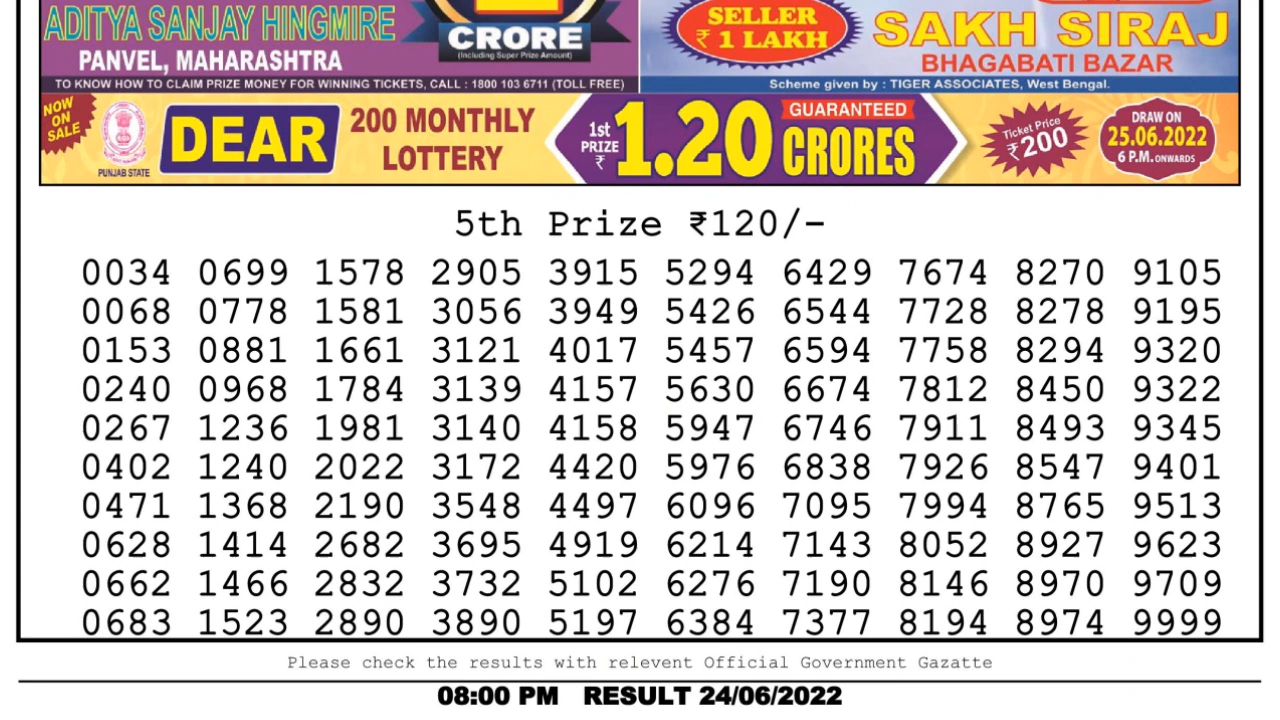 ADITYA SANJAY HINGMIRE
PANVEL, MAHARASHTRA
CRORE
(Including Super Prize Amount)
TO KNOW HOW TO CLAIM PRIZE MONEY FOR WINNING TICKETS, CALL : 1800 103 6711 (TOLL FREE)
SELLER
₹ 1 LAKH
SAKH SIRAJ
BHAGABATI BAZAR
Scheme given by : TIGER ASSOCIATES, West Bengal.
NOW
ON
SALE
PUNJAB STATE
DEAR
200 MONTHLY
LOTTERY
1st
PRIZE
₹
1.20
GUARANTEED
CRORES
Ticket Price
₹200
DRAW ON
25.06.2022
6 P.M. ONWARDS
5th Prize ₹120/-
0034 0699 1578 2905 3915 5294 6429 7674 8270 9105
0068 0778 1581 3056 3949 5426 6544 7728 8278 9195
0153 0881 1661 3121 4017 5457 6594 7758 8294 9320
0240 0968 1784 3139 4157 5630 6674 7812 8450 9322
0267 1236 1981 3140 4158 5947 6746 7911 8493 9345
0402 1240 2022 3172 4420 5976 6838 7926 8547 9401
0471 1368 2190 3548 4497 6096 7095 7994 8765 9513
0628 1414 2682 3695 4919 6214 7143 8052 8927 9623
0662 1466 2832 3732 5102 6276 7190 8146 8970 9709
0683 1523 2890 3890 5197 6384 7377 8194 8974 9999
Please check the results with relevent Official Government Gazatte
08:00 PM RESULT 24/06/2022